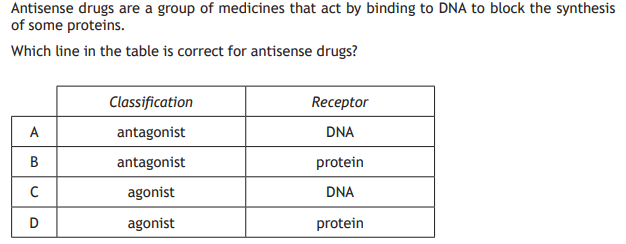 Antisense drugs are a group of medicines that act by binding to DNA to block the synthesis
of some proteins.
Which line in the table is correct for antisense drugs?
Classification Receptor
A antagonist DNA
B antagonist protein
C agonist DNA
D agonist protein